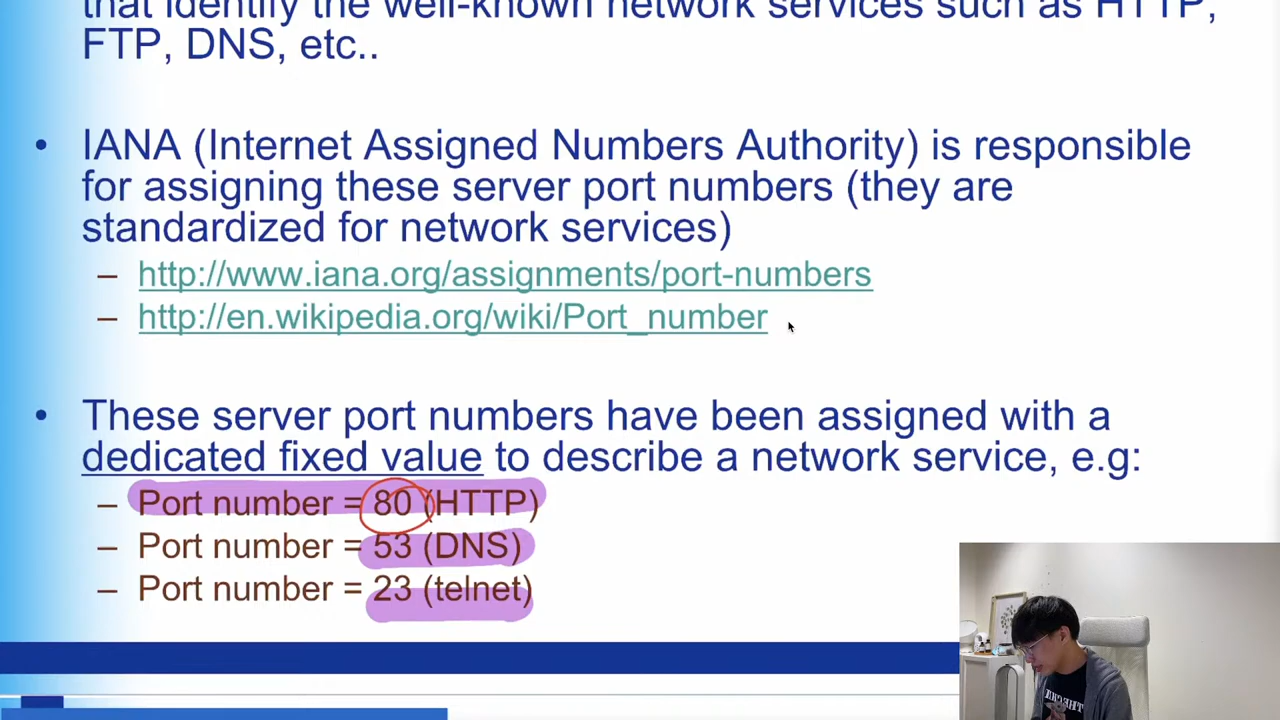 that identify the well-known network services such as HTTP,
FTP, DNS, etc..
• IANA (Internet Assigned Numbers Authority) is responsible
for assigning these server port numbers (they are
standardized for network services)
– http://www.iana.org/assignments/port-numbers
– http://en.wikipedia.org/wiki/Port_number
• These server port numbers have been assigned with a
dedicated fixed value to describe a network service, e.g:
– Port number = 80 (HTTP)
– Port number = 53 (DNS)
– Port number = 23 (telnet)